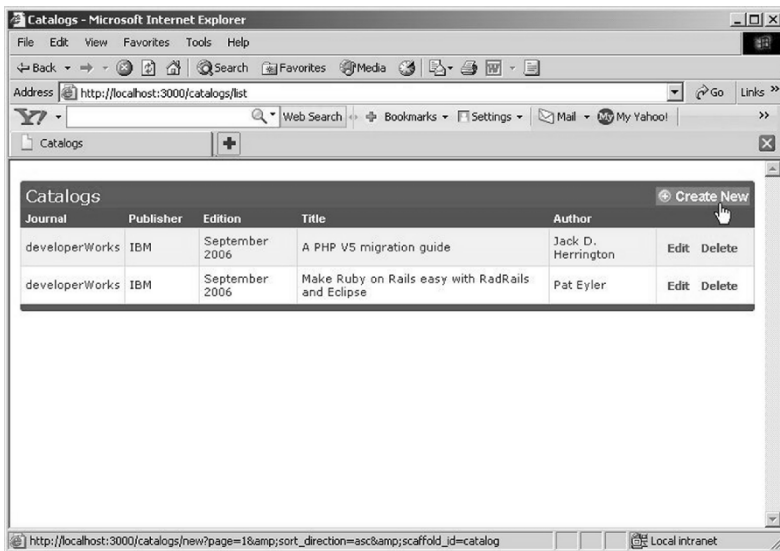 Catalogs - Microsoft Internet Explorer
File Edit View Favorites Tools Help
Back Search Favorites Media W
Address http://localhost:3000/catalogs/list Go Links »
Y! Web Search Bookmarks Settings Mail My My Yahoo! »
Catalogs
Catalogs Create New
Journal Publisher Edition Title Author
developerWorks IBM September 2006 A PHP V5 migration guide Jack D. Herrington Edit Delete
developerWorks IBM September 2006 Make Ruby on Rails easy with RadRails and Eclipse Pat Eyler Edit Delete
http://localhost:3000/catalogs/new?page=1&amp;sort_direction=asc&amp;scaffold_id=catalog Local intranet